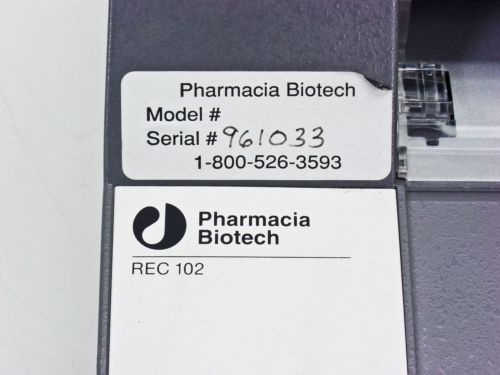 Pharmacia Biotech
Model #
Serial # 961033
1-800-526-3593
Pharmacia
Biotech
REC 102